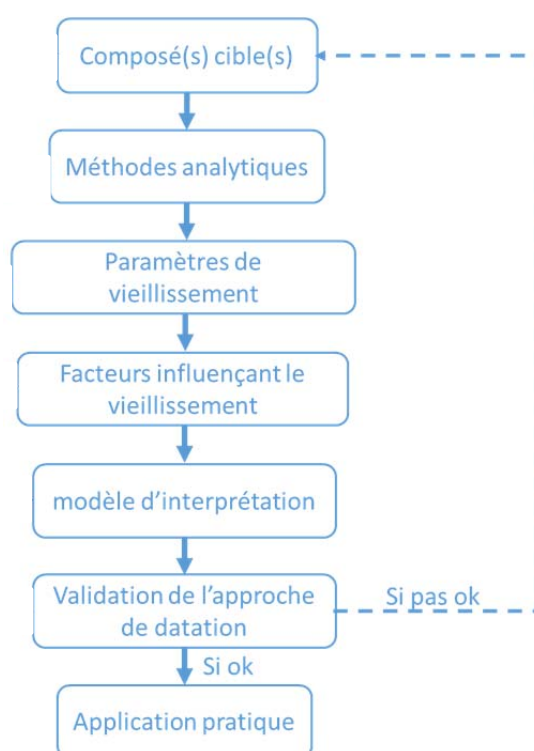 Composé(s) cible(s)
Méthodes analytiques
Paramètres de
vieillissement
Facteurs influençant le
vieillissement
modèle d’interprétation
Validation de l’approche
de datation
Si pas ok
Si ok
Application pratique